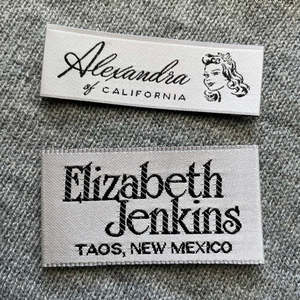 Alexandra
of CALIFORNIA
Elizabeth
Jenkins
TAOS, NEW MEXICO